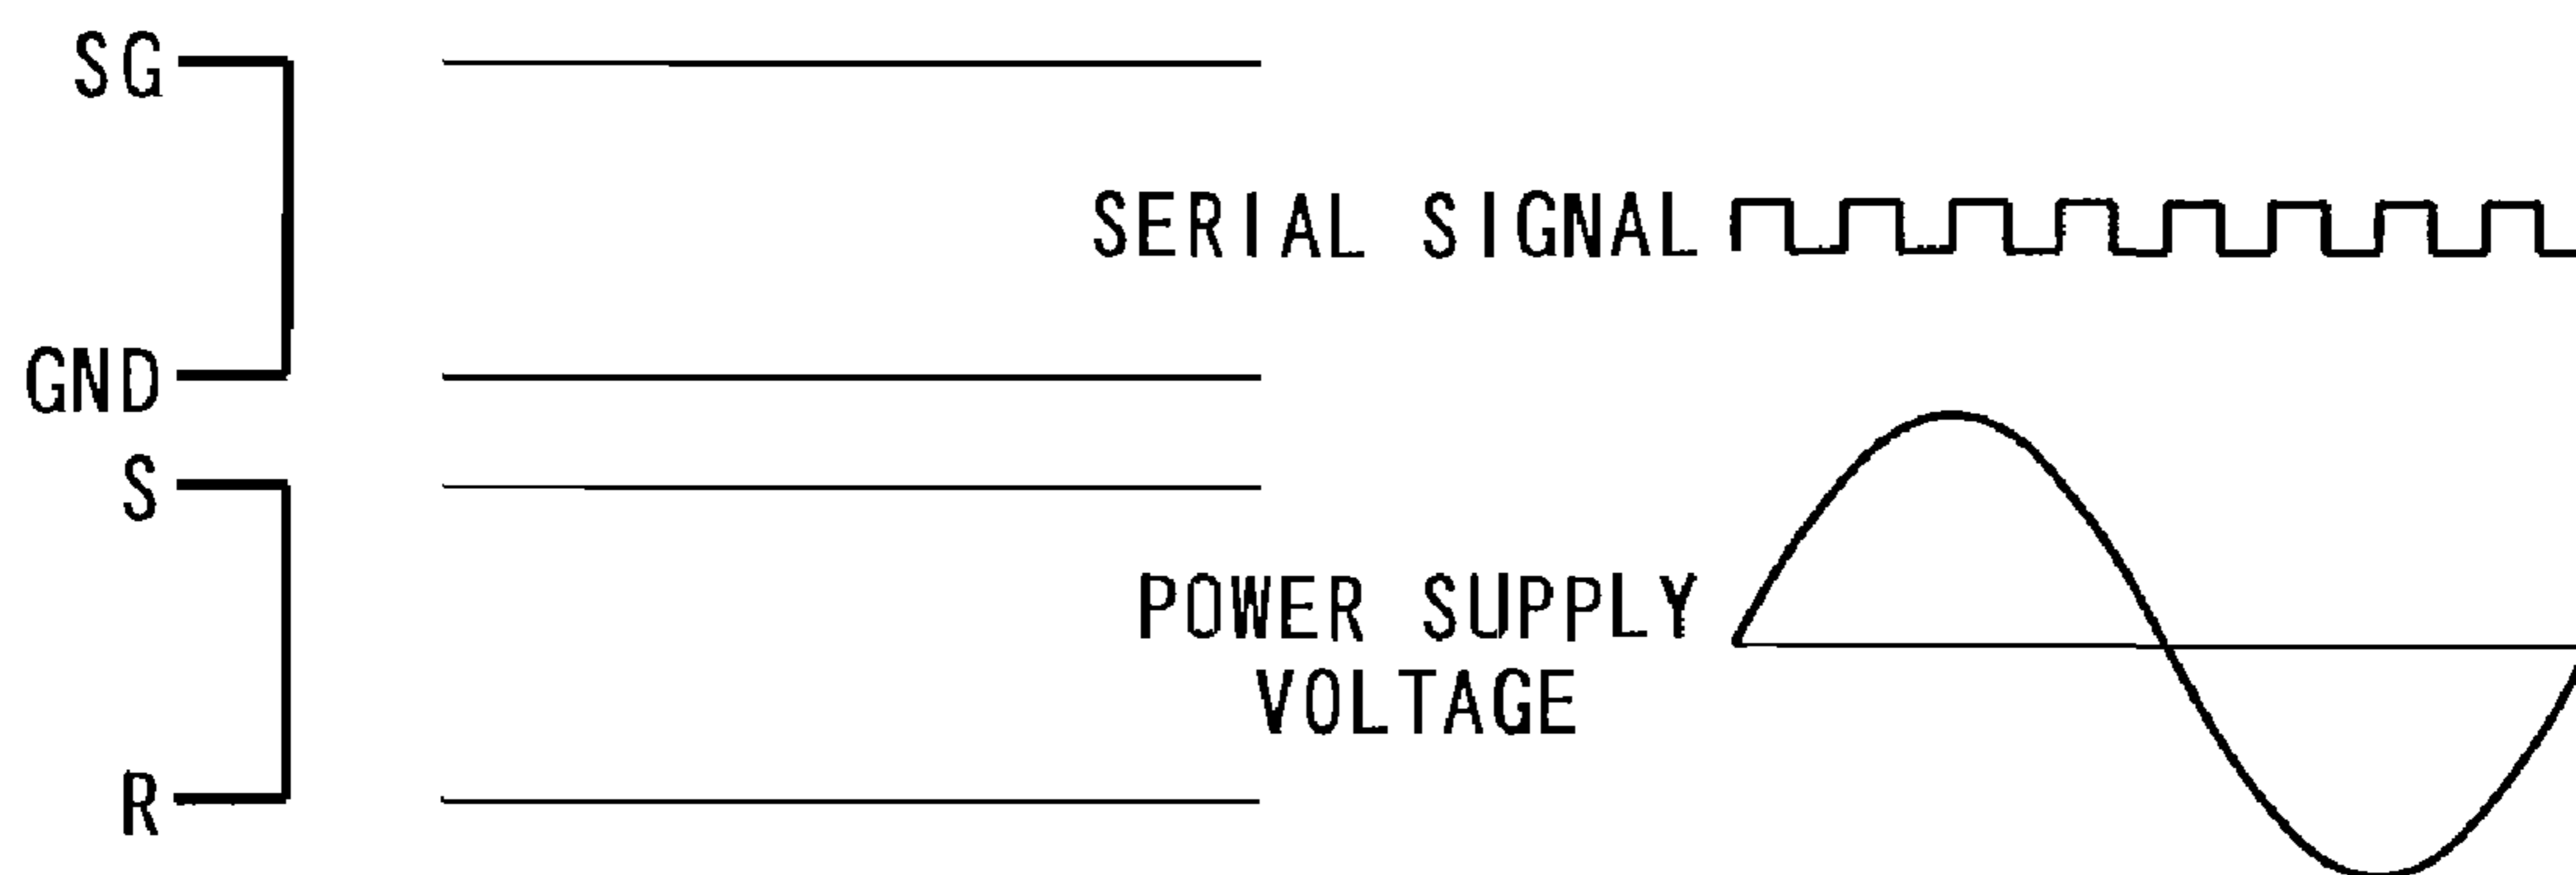 SG
SERIAL SIGNAL
GND
S
POWER SUPPLY
VOLTAGE
R